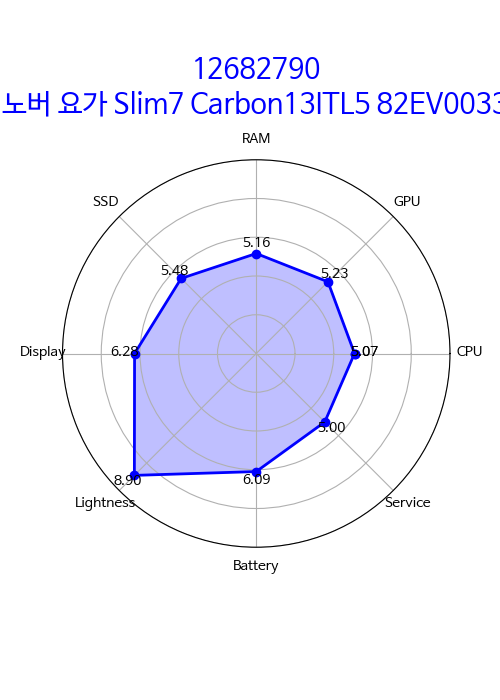 12682790
노버 요가 Slim7 Carbon13ITL5 82EV0033
RAM
SSD
GPU
5.16
5.48
5.23
Display
6.28
5.07
CPU
5.00
8.90
6.09
Lightness
Service
Battery